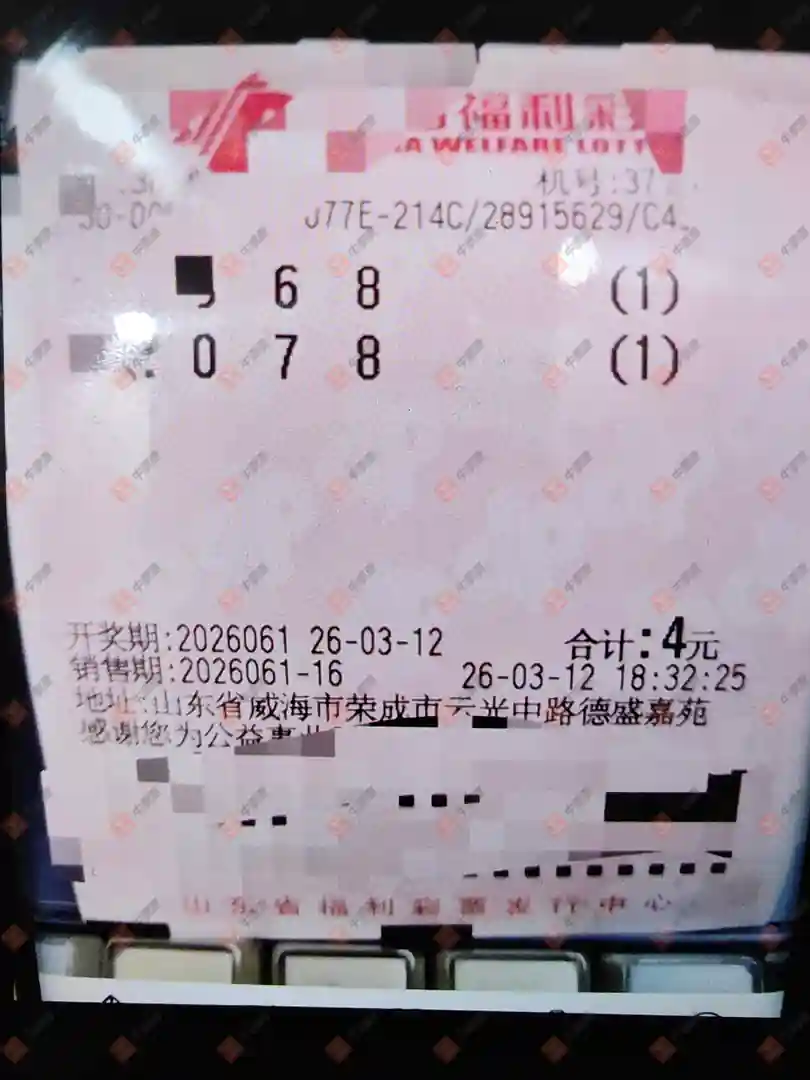 福利彩
A WELFARE LOTT
机号:37
J77E-214C/28915629/C4
6 8 (1)
0 7 8 (1)
开奖期:2026061 26-03-12 合计:4元
销售期:2026061-16 26-03-12 18:32:25
地址:山东省威海市荣成市云光中路德盛嘉苑
感谢您为公益事业
山东省福利彩票发行中心